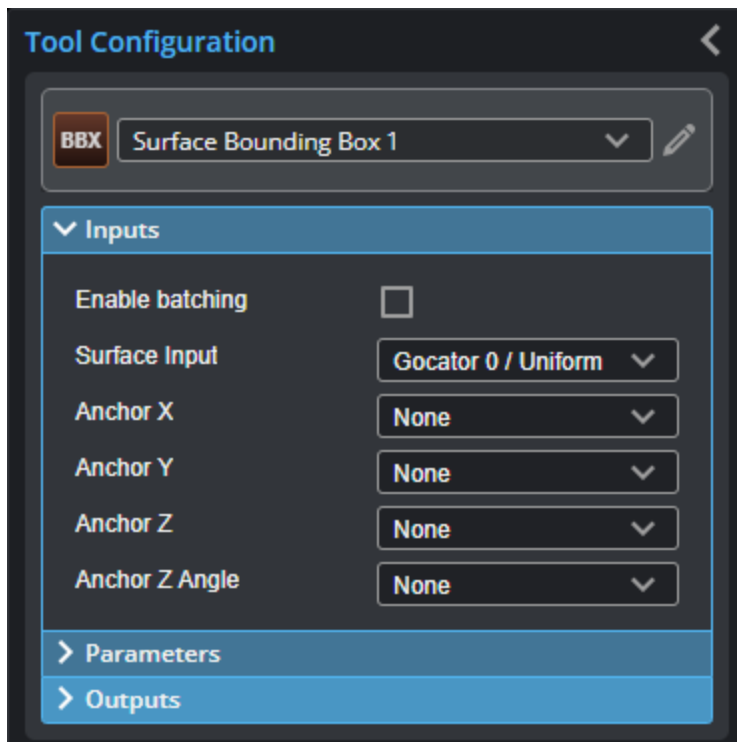 Tool Configuration
BBX Surface Bounding Box 1
Inputs
Enable batching
Surface Input Gocator 0 / Uniform
Anchor X None
Anchor Y None
Anchor Z None
Anchor Z Angle None
Parameters
Outputs